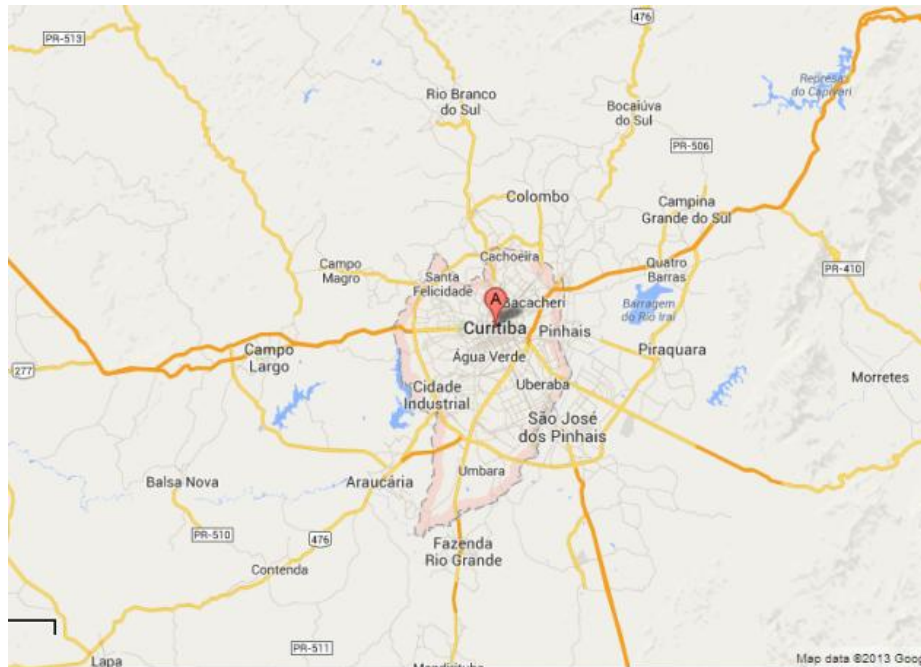 476
PR-513
Represa
do Capivari
Rio Branco
do Sul
Bocaiúva
do Sul
PR-506
Colombo
Campina
Grande do Sul
Cachoeira
Campo
Magro
Santa
Felicidade
Quatro
Barras
PR-410
A
Bacacheri
Barragem
do Rio Iraí
Curitiba
Pinhais
Campo
Largo
Água Verde
Piraquara
277
Morretes
Cidade
Industrial
Uberaba
São José
dos Pinhais
Umbara
Balsa Nova
Araucária
PR-510
476
Fazenda
Rio Grande
Contenda
PR-511
Lapa
Mandirituba
Map data ©2013 Goog